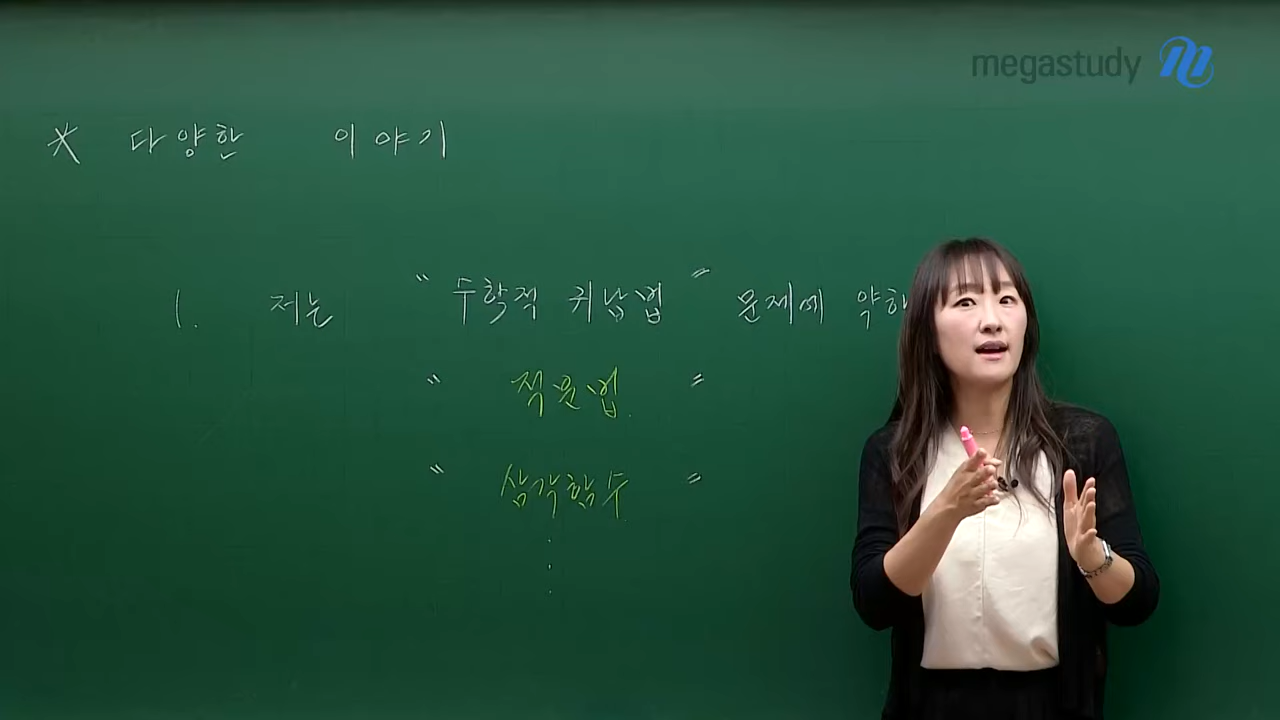 megastudy
* 다양한 이야기
1. 저는 "수학적 귀납법" 문제에 약하
" 적분법 "
" 삼각함수 "